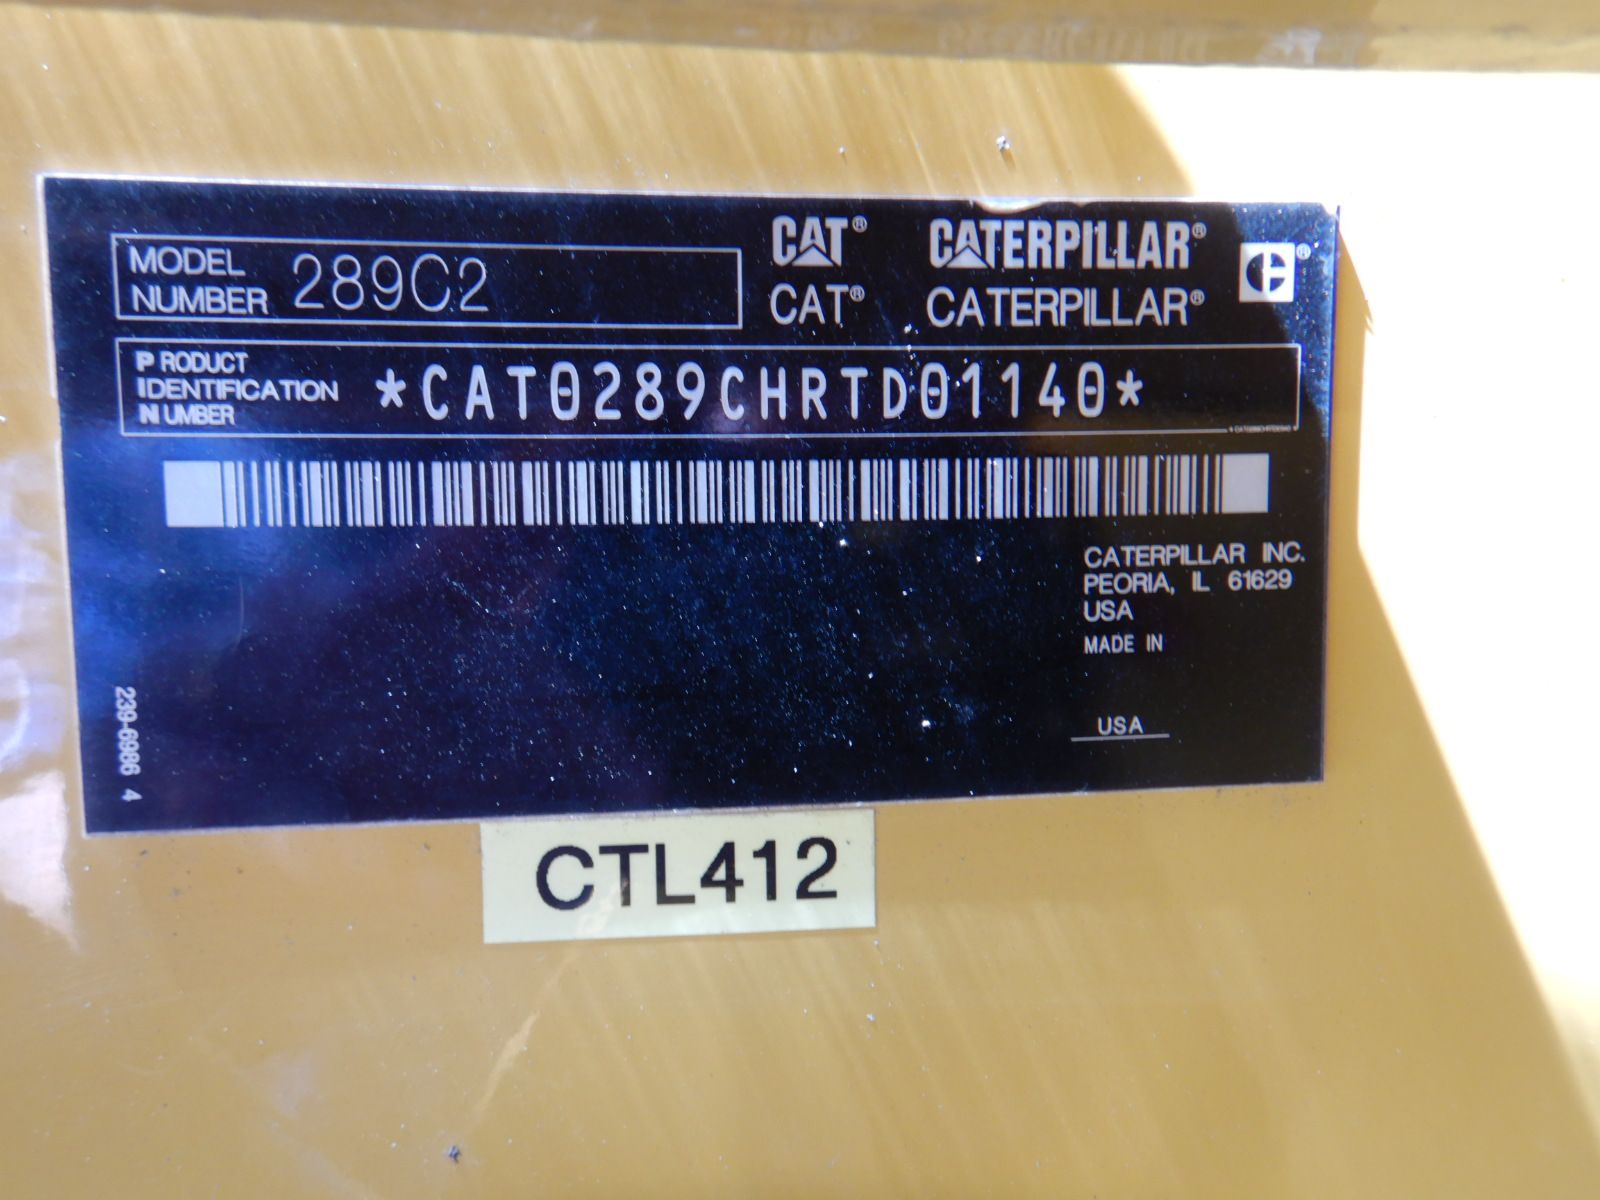 MODEL
NUMBER 289C2
CAT® CATERPILLAR®
CAT® CATERPILLAR®
PRODUCT
IDENTIFICATION
NUMBER
*CAT0289CHRTD01140*
CATERPILLAR INC.
PEORIA, IL 61629
USA
MADE IN
USA
239-6986 4
CTL412